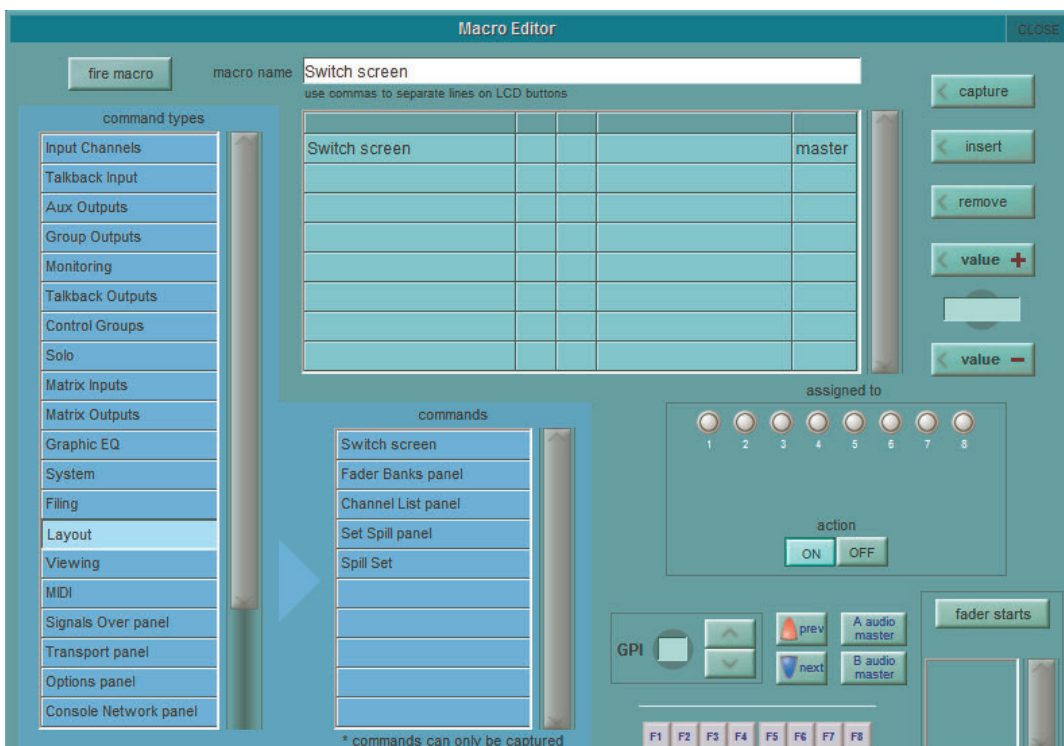 Macro Editor
CLOSE
fire macro
macro name
Switch screen
use commas to separate lines on LCD buttons
capture
insert
remove
value
value
command types
Input Channels
Talkback Input
Aux Outputs
Group Outputs
Monitoring
Talkback Outputs
Control Groups
Solo
Matrix Inputs
Matrix Outputs
Graphic EQ
System
Filing
Layout
Viewing
MIDI
Signals Over panel
Transport panel
Options panel
Console Network panel
Switch screen master
commands
Switch screen
Fader Banks panel
Channel List panel
Set Spill panel
Spill Set
* commands can only be captured
assigned to
1 2 3 4 5 6 7 8
action
ON OFF
GPI
prev
next
A audio
master
B audio
master
fader starts
F1 F2 F3 F4 F5 F6 F7 F8